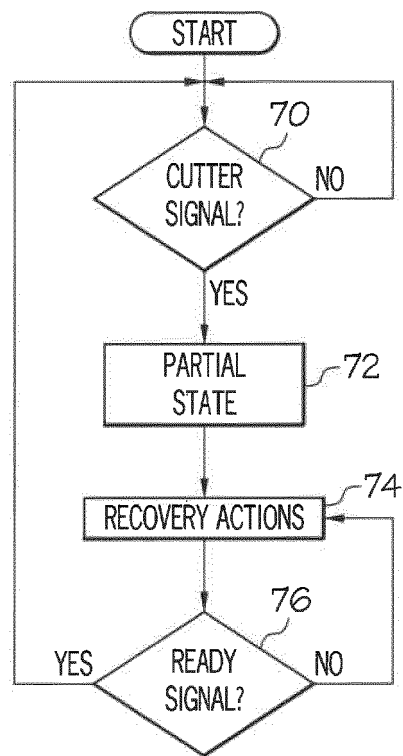 START
70
CUTTER
SIGNAL?
NO
YES
PARTIAL
STATE
72
74
RECOVERY ACTIONS
76
YES
READY
SIGNAL?
NO